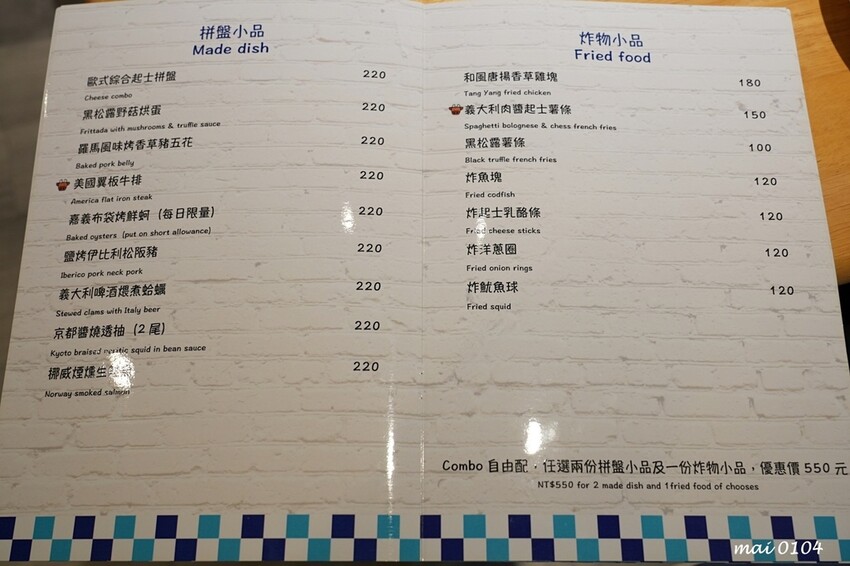 拼盤小品
Made dish
歐式綜合起士拼盤 220
Cheese combo
黑松露野菇烘蛋 220
Frittada with mushrooms & truffle sauce
羅馬風味烤香草豬五花 220
Baked pork belly
美國翼板牛排 220
America flat iron steak
嘉義布袋烤鮮蚵（每日限量） 220
Baked oysters (put on short allowance)
鹽烤伊比利松阪豬 220
Iberico pork neck pork
義大利啤酒煨煮蛤蠣 220
Stewed clams with Italy beer
京都醬燒透抽（2尾） 220
Kyoto braised neritic squid in bean sauce
挪威煙燻生 220
Norway smoked salmon
炸物小品
Fried food
和風唐揚香草雞塊 180
Tang Yang fried chicken
義大利肉醬起士薯條 150
Spaghetti bolognese & chess french fries
黑松露薯條 100
Black truffle french fries
炸魚塊 120
Fried codfish
炸起士乳酪條 120
Fried cheese sticks
炸洋蔥圈 120
Fried onion rings
炸魷魚球 120
Fried squid
Combo 自由配，任選兩份拼盤小品及一份炸物小品，優惠價 550 元
NT$550 for 2 made dish and 1 fried food of chooses
mai 0104